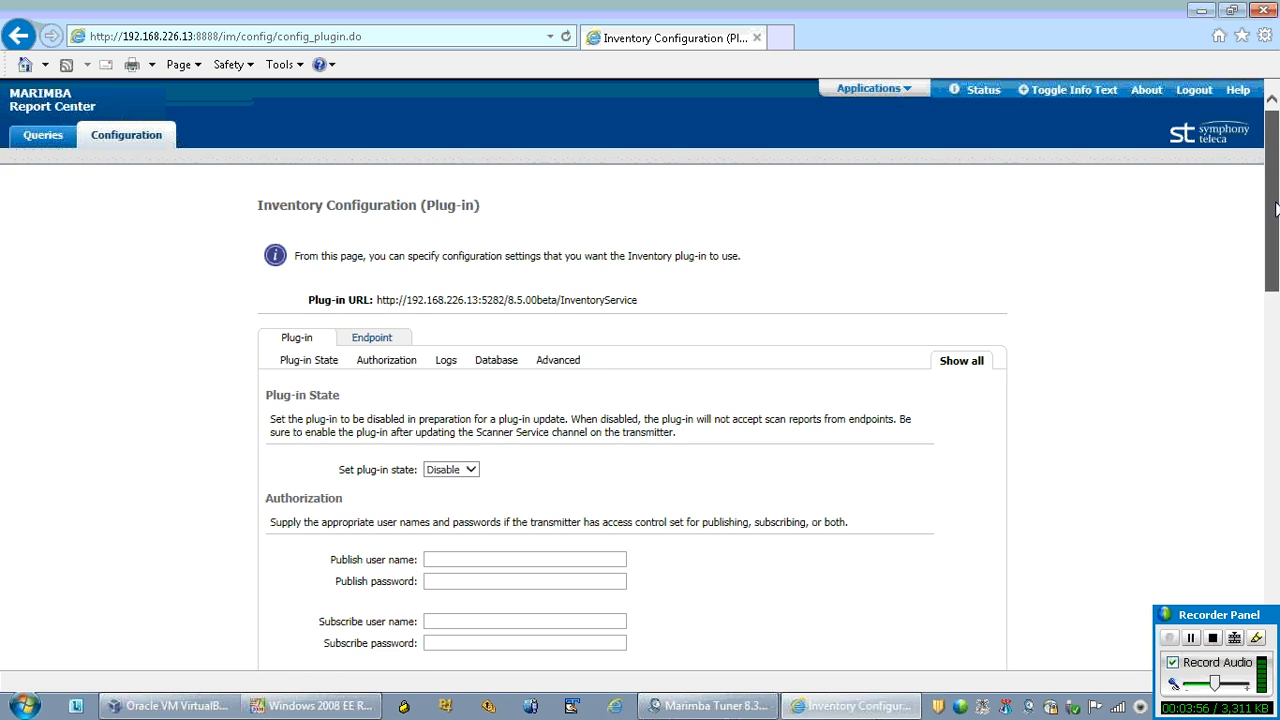 http://192.168.226.13:8888/im/config/config_plugin.do
Inventory Configuration (Pl...
Page
Safety
Tools
MARIMBA
Report Center
Applications
Status
Toggle Info Text
About
Logout
Help
Queries
Configuration
st symphony
teleca
Inventory Configuration (Plug-in)
From this page, you can specify configuration settings that you want the Inventory plug-in to use.
Plug-in URL: http://192.168.226.13:5282/8.5.00beta/InventoryService
Plug-in
Endpoint
Plug-in State
Authorization
Logs
Database
Advanced
Show all
Plug-in State
Set the plug-in to be disabled in preparation for a plug-in update. When disabled, the plug-in will not accept scan reports from endpoints. Be
sure to enable the plug-in after updating the Scanner Service channel on the transmitter.
Set plug-in state: Disable
Authorization
Supply the appropriate user names and passwords if the transmitter has access control set for publishing, subscribing, or both.
Publish user name:
Publish password:
Subscribe user name:
Subscribe password:
Recorder Panel
Record Audio
00:03:56 / 3,311 KB
Oracle VM VirtualB...
Windows 2008 EE R...
Marimba Tuner 8.3...
Inventory Configur...